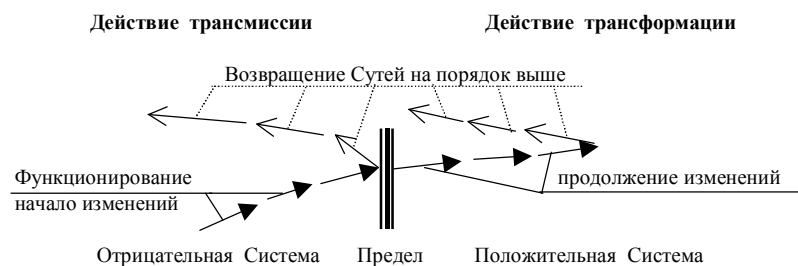 Действие трансмиссии
Действие трансформации
Возвращение Сутей на порядок выше
Функционирование
начало изменений
продолжение изменений
Отрицательная Система
Предел
Положительная Система